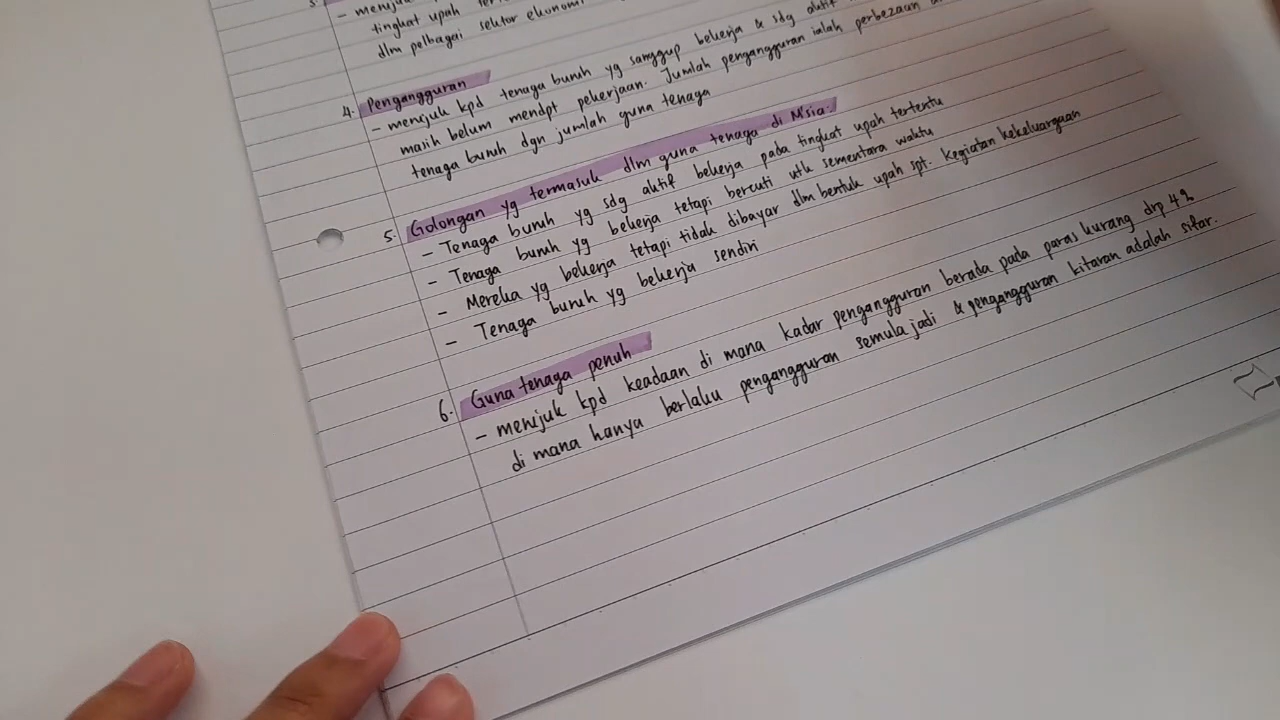 3.
- menjuk
tingkat upah
dlm pelbagai sektor ekonomi
4. Pengangguran
- menjuk kpd tenaga buruh yg sanggup bekerja & sdg aktif
masih belum mendpt pekerjaan. Jumlah pengangguran ialah perbezaan
tenaga buruh dgn jumlah guna tenaga
5. Golongan yg termasuk dlm guna tenaga di M'sia.
- Tenaga buruh yg sdg aktif bekerja pada tingkat upah tertentu
- Tenaga buruh yg bekerja tetapi bercuti utk sementara waktu
- Mereka yg bekerja tetapi tidak dibayar dlm bentuk upah spt. kegiatan kekeluargaan
- Tenaga buruh yg bekerja sendiri
6. Guna tenaga penuh
- menjuk kpd keadaan di mana kadar pengangguran berada pada paras kurang drp 4%
di mana hanya berlaku pengangguran semula jadi & pengangguran kitaran adalah sifar.